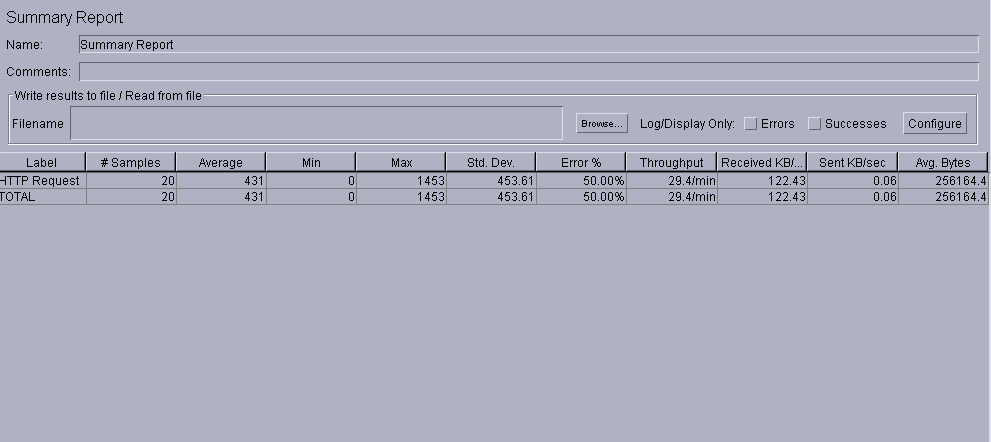 Summary Report
Name: Summary Report
Comments:
Write results to file / Read from file
Filename Browse... Log/Display Only: Errors Successes Configure
Label # Samples Average Min Max Std. Dev. Error % Throughput Received KB/... Sent KB/sec Avg. Bytes
HTTP Request 20 431 0 1453 453.61 50.00% 29.4/min 122.43 0.06 256164.4
TOTAL 20 431 0 1453 453.61 50.00% 29.4/min 122.43 0.06 256164.4